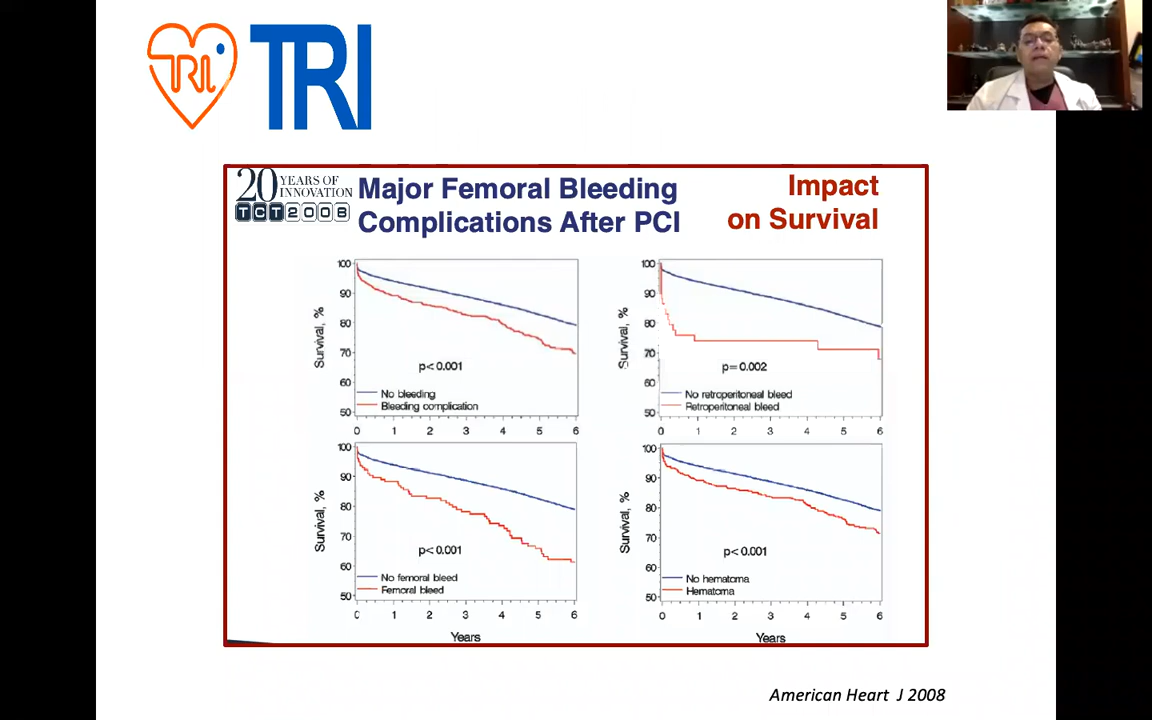 TRI
TRI
20 YEARS OF
INNOVATION
TCT2008
Major Femoral Bleeding
Complications After PCI
Impact
on Survival
100
90
80
70
60
50
Survival, %
p<0.001
No bleeding
Bleeding complication
0 1 2 3 4 5 6
100
90
80
70
60
50
Survival, %
p=0.002
No retroperitoneal bleed
Retroperitoneal bleed
0 1 2 3 4 5 6
100
90
80
70
60
50
Survival, %
p<0.001
No femoral bleed
Femoral bleed
0 1 2 3 4 5 6
Years
100
90
80
70
60
50
Survival, %
p<0.001
No hematoma
Hematoma
0 1 2 3 4 5 6
Years
American Heart J 2008